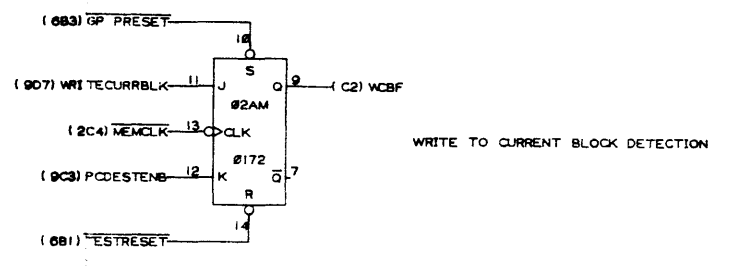 (6B3) GP PRESET
10
S
(9D7) WRITECURRBLK 11 J Q 9 (C2) WCBF
02AM
(2C4) MEMCLK 13 CLK
WRITE TO CURRENT BLOCK DETECTION
0172
(9C3) PCDESTENB 12 K Q 7
R
14
(6B1) TESTRESET